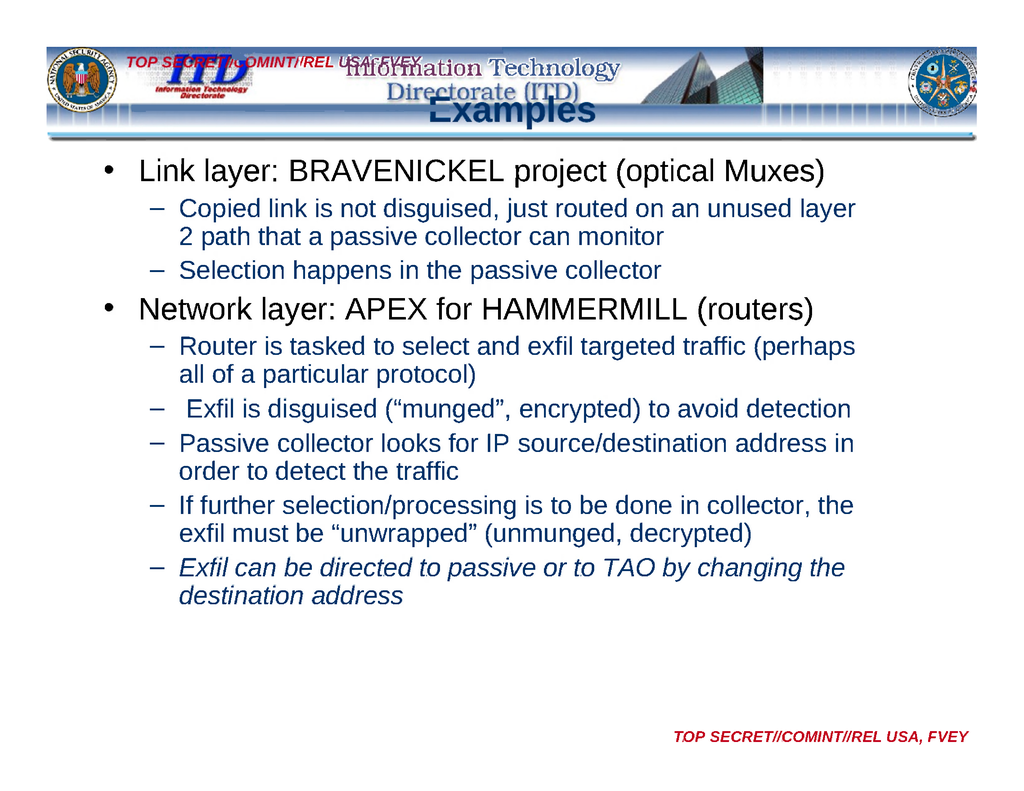 TOP SECRET//COMINT//REL USA, FVEY
ITD
Information Technology
Directorate
Information Technology
Directorate (ITD)
Examples
• Link layer: BRAVENICKEL project (optical Muxes)
– Copied link is not disguised, just routed on an unused layer
2 path that a passive collector can monitor
– Selection happens in the passive collector
• Network layer: APEX for HAMMERMILL (routers)
– Router is tasked to select and exfil targeted traffic (perhaps
all of a particular protocol)
– Exfil is disguised (“munged”, encrypted) to avoid detection
– Passive collector looks for IP source/destination address in
order to detect the traffic
– If further selection/processing is to be done in collector, the
exfil must be “unwrapped” (unmunged, decrypted)
– Exfil can be directed to passive or to TAO by changing the
destination address
TOP SECRET//COMINT//REL USA, FVEY